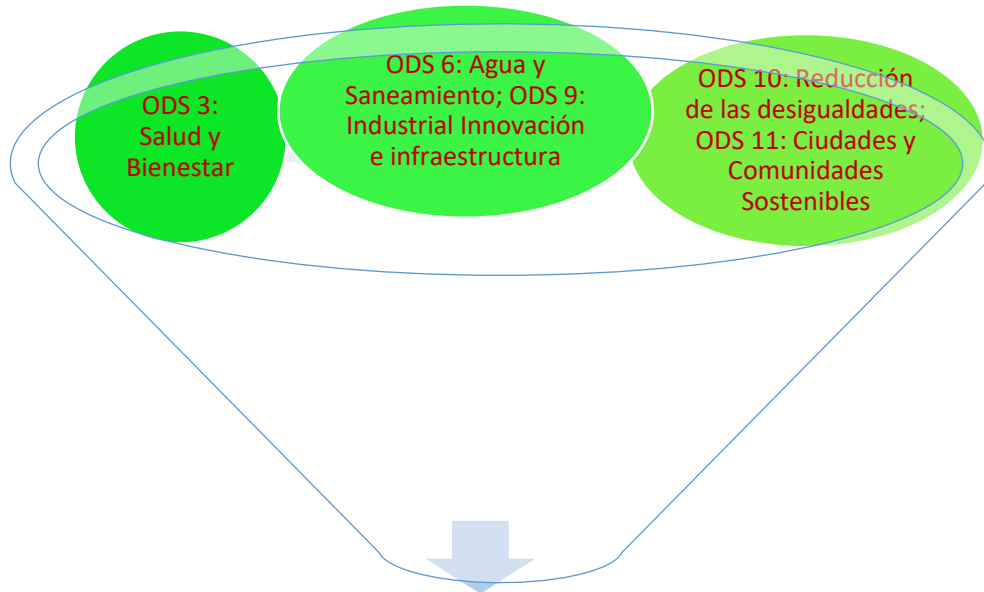 ODS 3:
Salud y
Bienestar
ODS 6: Agua y
Saneamiento; ODS 9:
Industrial Innovación
e infraestructura
ODS 10: Reducción
de las desigualdades;
ODS 11: Ciudades y
Comunidades
Sostenibles